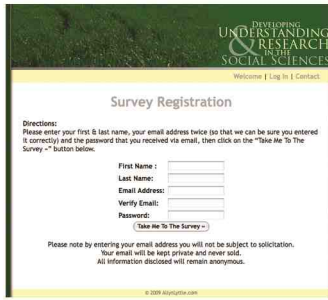 DEVELOPING
UNDERSTANDING
& RESEARCH
IN THE
SOCIAL SCIENCES
Welcome | Log In | Contact
Survey Registration
Directions:
Please enter your first & last name, your email address twice (so that we can be sure you entered
it correctly) and the password that you received via email, then click on the "Take Me To The
Survey »" button below.
First Name :
Last Name:
Email Address:
Verify Email:
Password:
Take Me To The Survey »
Please note by entering your email address you will not be subject to solicitation.
Your email will be kept private and never sold.
All information disclosed will remain anonymous.